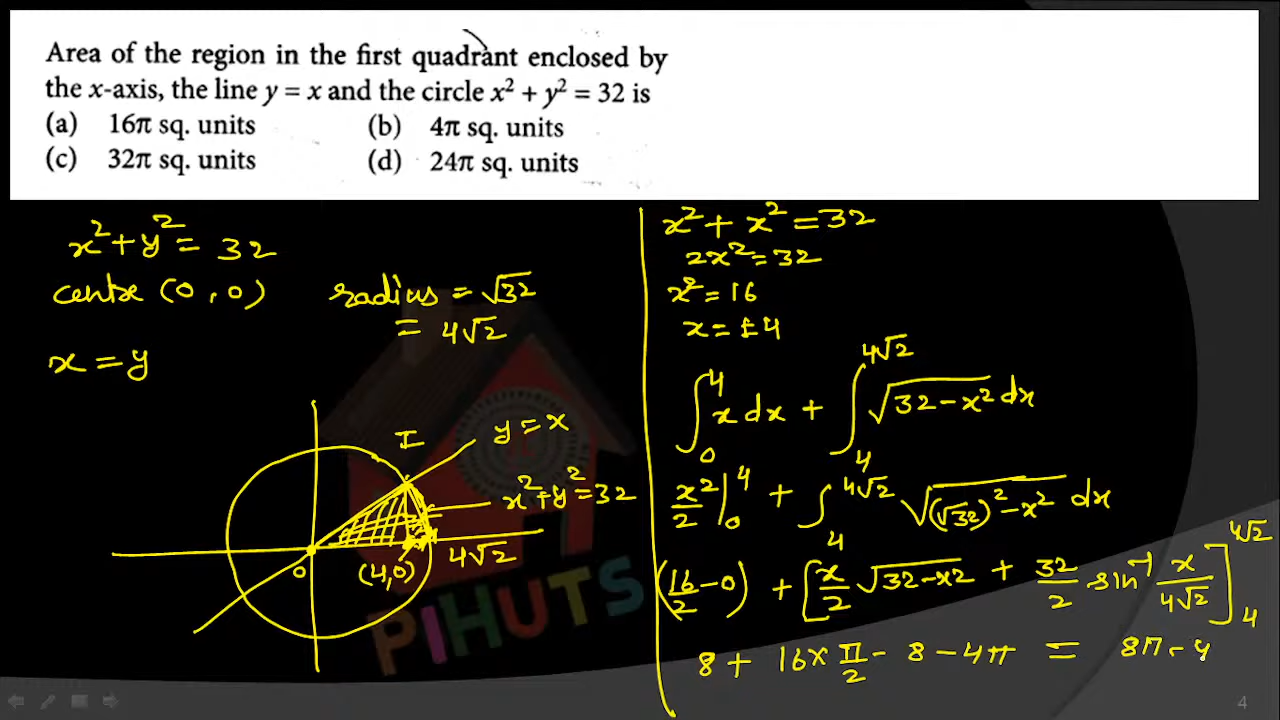 Area of the region in the first quadrant enclosed by
the x-axis, the line y = x and the circle x² + y² = 32 is
(a) 16π sq. units (b) 4π sq. units
(c) 32π sq. units (d) 24π sq. units
x² + y² = 32
centre (0, 0) radius = √32
= 4√2
x = y
I
y = x
x² + y² = 32
O
(4,0)
4√2
x² + x² = 32
2x² = 32
x² = 16
x = ±4
∫₀⁴ x dx + ∫₄^{4√2} √(32 - x²) dx
x²/2 |₀⁴ + ∫₄^{4√2} √((√32)² - x²) dx
(16/2 - 0) + [x/2 √(32 - x²) + 32/2 sin⁻¹ x/4√2]₄^{4√2}
8 + 16 × π/2 - 8 - 4π = 8π - 4
PIHUTS
4